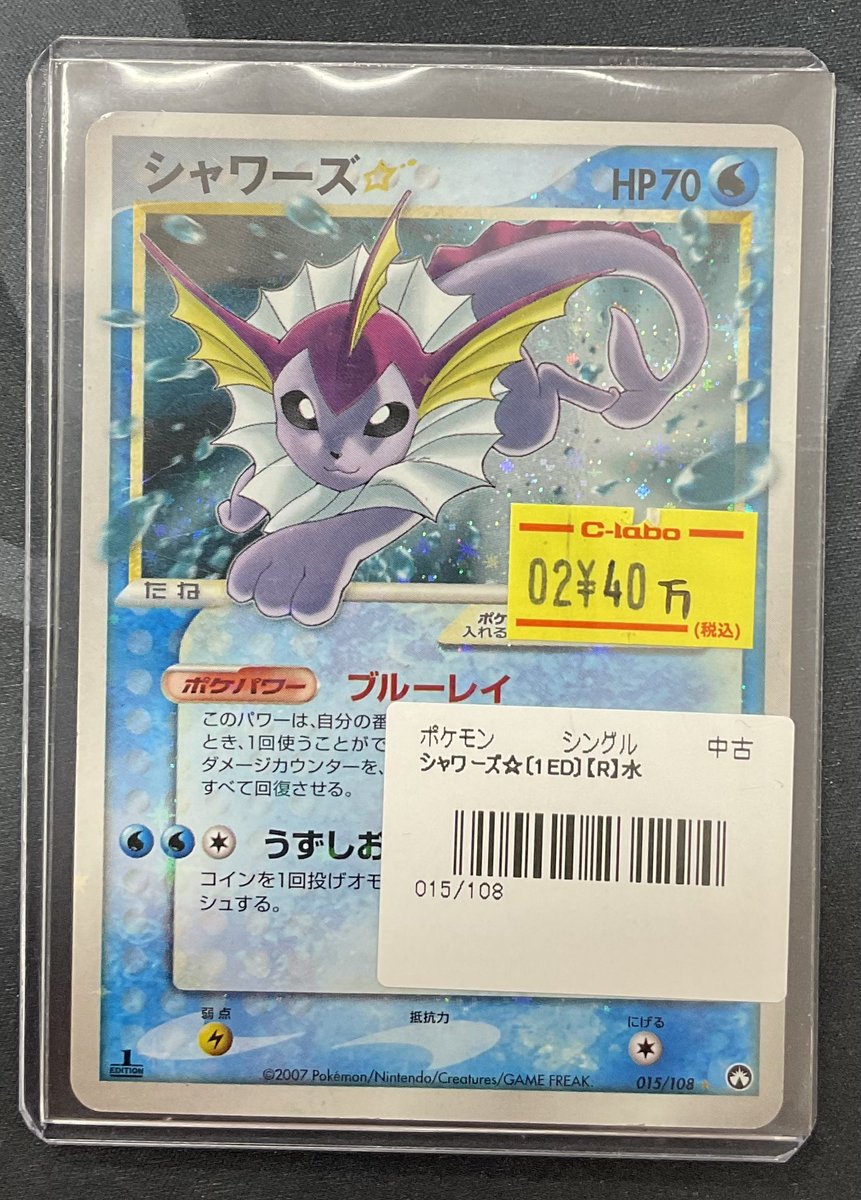 シャワーズ☆
HP70
たね
ポケ
入れる
C-labo
02¥40万
(税込)
ポケパワー
ブルーレイ
このパワーは、自分の番
とき、1回使うことがで
ダメージカウンターを、
すべて回復させる。
うずしお
コインを1回投げオモ
シュする。
ポケモン シングル 中古
シャワーズ☆〔1ED〕【R】水
015/108
弱点
抵抗力
にげる
1
EDITION
©2007 Pokémon/Nintendo/Creatures/GAME FREAK.
015/108 ☆